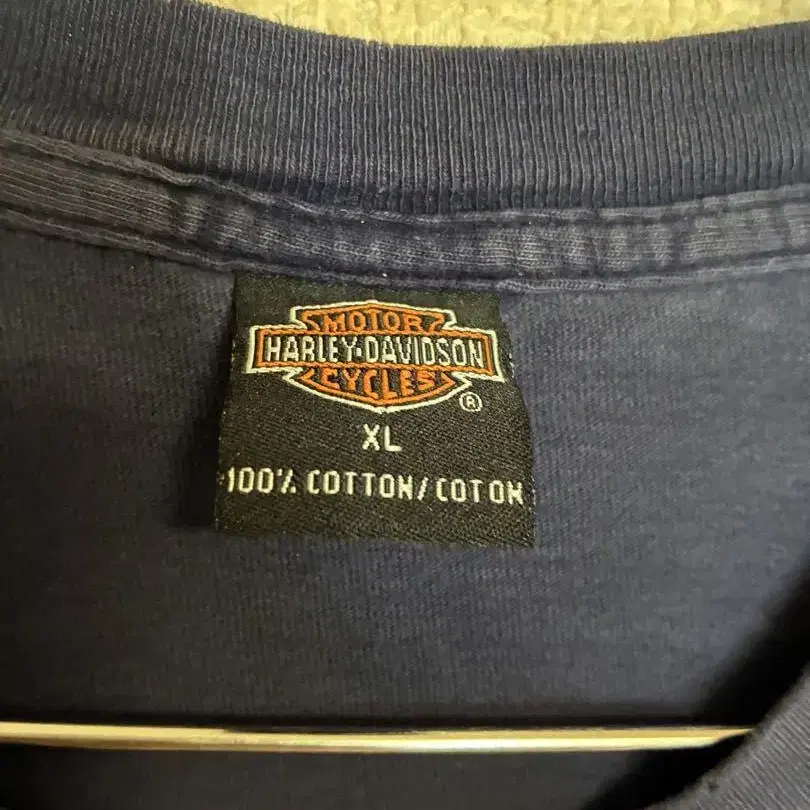 MOTOR
HARLEY-DAVIDSON
CYCLES
®
XL
100% COTTON/COTON